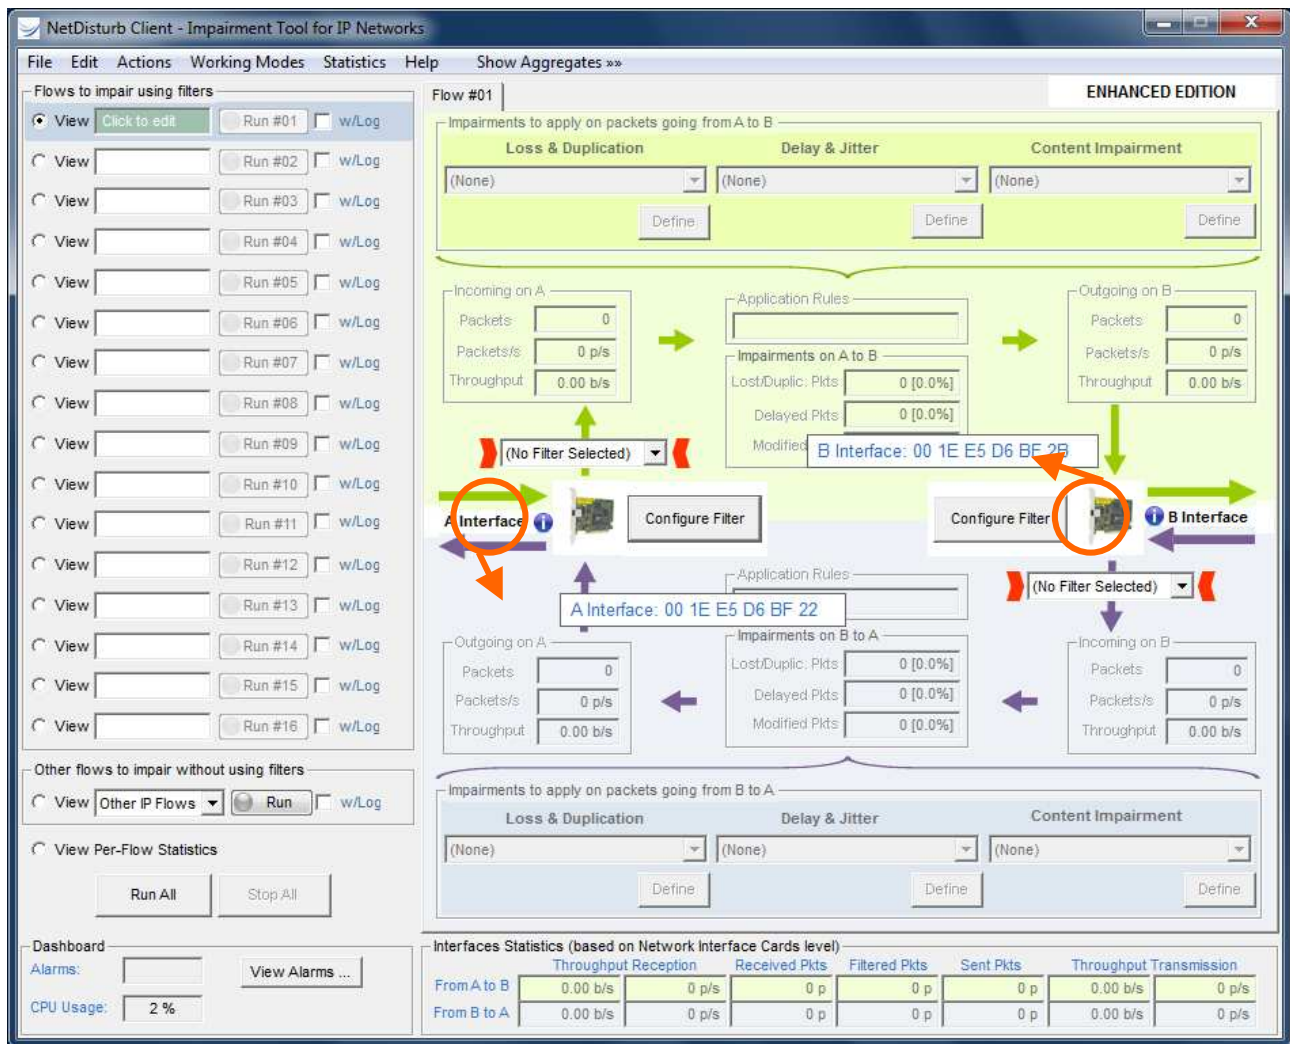 NetDisturb Client - Impairment Tool for IP Networks
File Edit Actions Working Modes Statistics Help Show Aggregates »»
Flows to impair using filters
View Click to edit Run #01 w/Log
View Run #02 w/Log
View Run #03 w/Log
View Run #04 w/Log
View Run #05 w/Log
View Run #06 w/Log
View Run #07 w/Log
View Run #08 w/Log
View Run #09 w/Log
View Run #10 w/Log
View Run #11 w/Log
View Run #12 w/Log
View Run #13 w/Log
View Run #14 w/Log
View Run #15 w/Log
View Run #16 w/Log
Other flows to impair without using filters
View Other IP Flows Run w/Log
View Per-Flow Statistics
Run All Stop All
Dashboard
Alarms: View Alarms ...
CPU Usage: 2 %
Flow #01 ENHANCED EDITION
Impairments to apply on packets going from A to B
Loss & Duplication Delay & Jitter Content Impairment
(None) (None) (None)
Define Define Define
Incoming on A
Packets 0
Packets/s 0 p/s
Throughput 0.00 b/s
Application Rules
Impairments on A to B
Lost/Duplic. Pkts 0 [0.0%]
Delayed Pkts 0 [0.0%]
Modified
Outgoing on B
Packets 0
Packets/s 0 p/s
Throughput 0.00 b/s
(No Filter Selected)
B Interface: 00 1E E5 D6 BF 2B
A Interface Configure Filter Configure Filter B Interface
(No Filter Selected)
Application Rules
A Interface: 00 1E E5 D6 BF 22
Outgoing on A
Packets 0
Packets/s 0 p/s
Throughput 0.00 b/s
Impairments on B to A
Lost/Duplic. Pkts 0 [0.0%]
Delayed Pkts 0 [0.0%]
Modified Pkts 0 [0.0%]
Incoming on B
Packets 0
Packets/s 0 p/s
Throughput 0.00 b/s
Impairments to apply on packets going from B to A
Loss & Duplication Delay & Jitter Content Impairment
(None) (None) (None)
Define Define Define
Interfaces Statistics (based on Network Interface Cards level)
Throughput Reception Received Pkts Filtered Pkts Sent Pkts Throughput Transmission
From A to B 0.00 b/s 0 p/s 0 p 0 p 0 p 0.00 b/s 0 p/s
From B to A 0.00 b/s 0 p/s 0 p 0 p 0 p 0.00 b/s 0 p/s